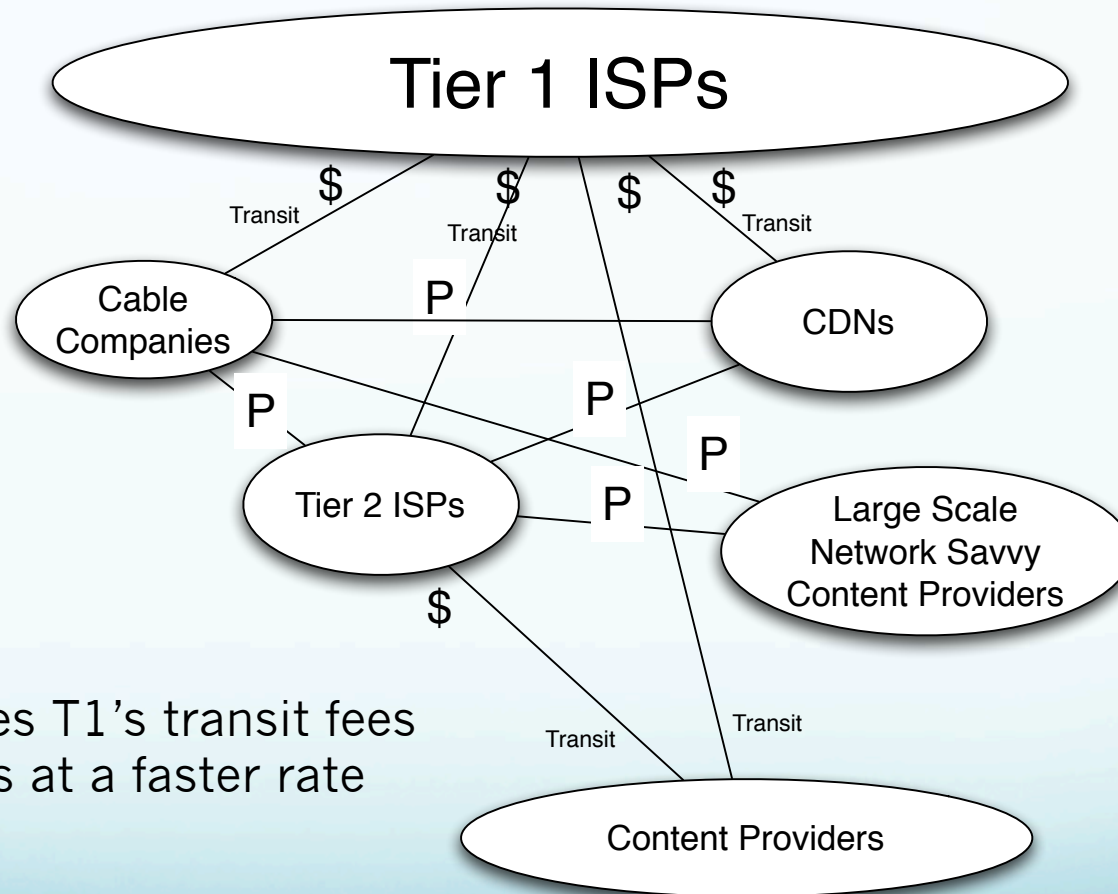 Tier 1 ISPs
$
$
$
$
Transit
Transit
Transit
P
Cable
Companies
CDNs
P
P
P
P
Tier 2 ISPs
Large Scale
Network Savvy
Content Providers
$
T1's transit fees
at a faster rate
Transit
Transit
Content Providers